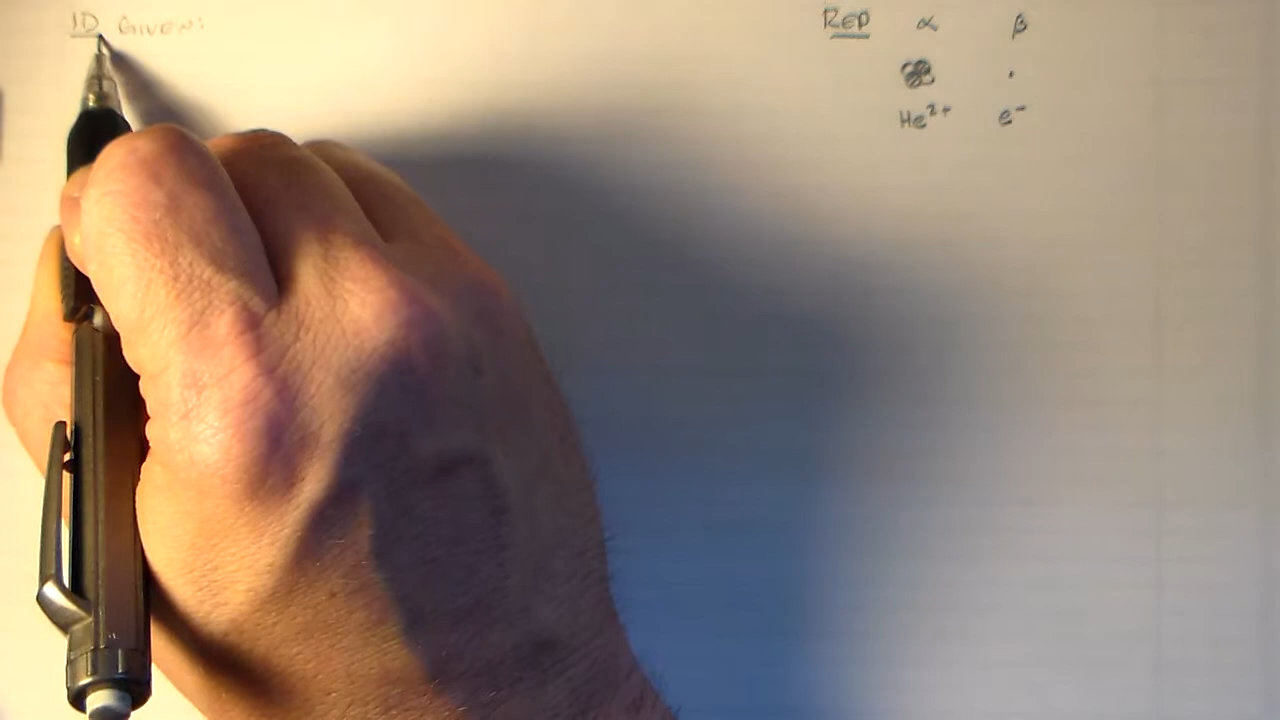 ID GIVEN:
REP α β
He²⁺ e⁻